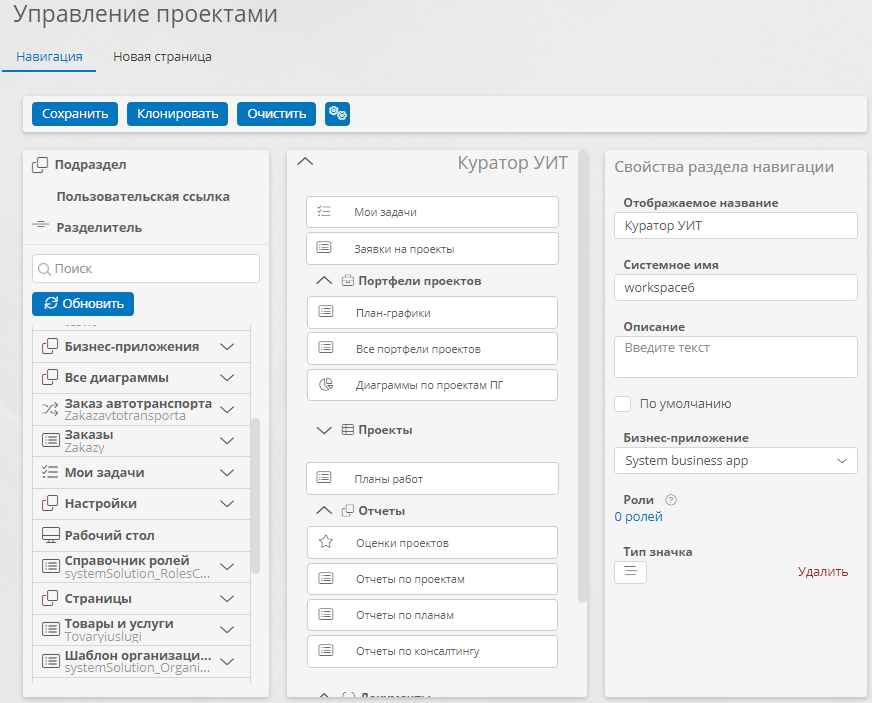 Управление проектами
Навигация
Новая страница
Сохранить
Клонировать
Очистить
Подраздел
Пользовательская ссылка
Разделитель
Поиск
Обновить
Бизнес-приложения
Все диаграммы
Заказ автотранспорта
Zakazavtotransporta
Заказы
Zakazy
Мои задачи
Настройки
Рабочий стол
Справочник ролей
systemSolution_RolesC...
Страницы
Товары и услуги
Tovaryiuslugi
Шаблон организаци...
systemSolution_Organi...
Куратор УИТ
Мои задачи
Заявки на проекты
Портфели проектов
План-графики
Все портфели проектов
Диаграммы по проектам ПГ
Проекты
Планы работ
Отчеты
Оценки проектов
Отчеты по проектам
Отчеты по планам
Отчеты по консалтингу
Документы
Свойства раздела навигации
Отображаемое название
Куратор УИТ
Системное имя
workspace6
Описание
Введите текст
По умолчанию
Бизнес-приложение
System business app
Роли ?
0 ролей
Тип значка
Удалить